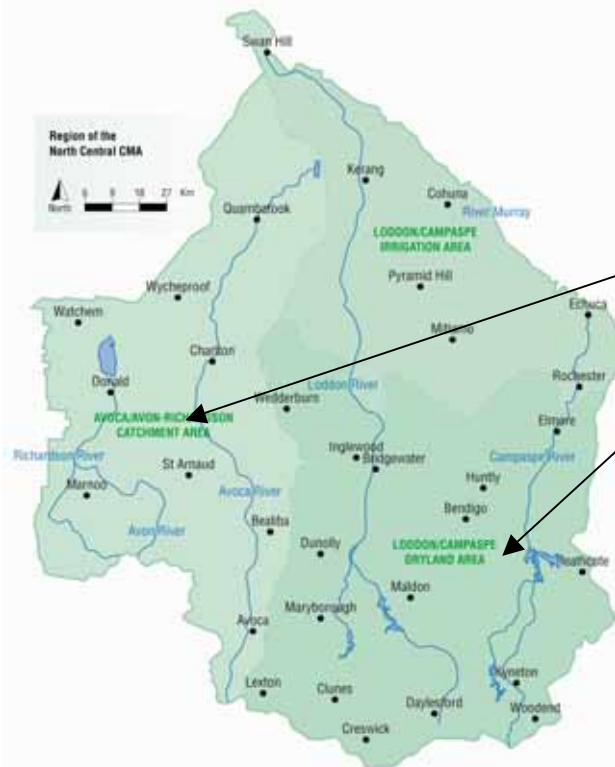 Swan Hill
Region of the
North Central CMA
North
0
9
18
27
Km
Kerang
Cohuna
River Murray
Quambatook
LODDON/CAMPASPE
IRRIGATION AREA
Pyramid Hill
Wycheproof
Echuca
Watchem
Mitiamo
Charlton
Rochester
Donald
Loddon River
Wedderburn
AVOCA/AVON-RICHARDSON
CATCHMENT AREA
Elmore
Richardson River
Inglewood
Bridgewater
Campaspe River
St Arnaud
Marnoo
Huntly
Avoca River
Bendigo
Avon River
Bealiba
Dunolly
LODDON/CAMPASPE
DRYLAND AREA
Heathcote
Maldon
Maryborough
Avoca
Kyneton
Lexton
Clunes
Daylesford
Woodend
Creswick